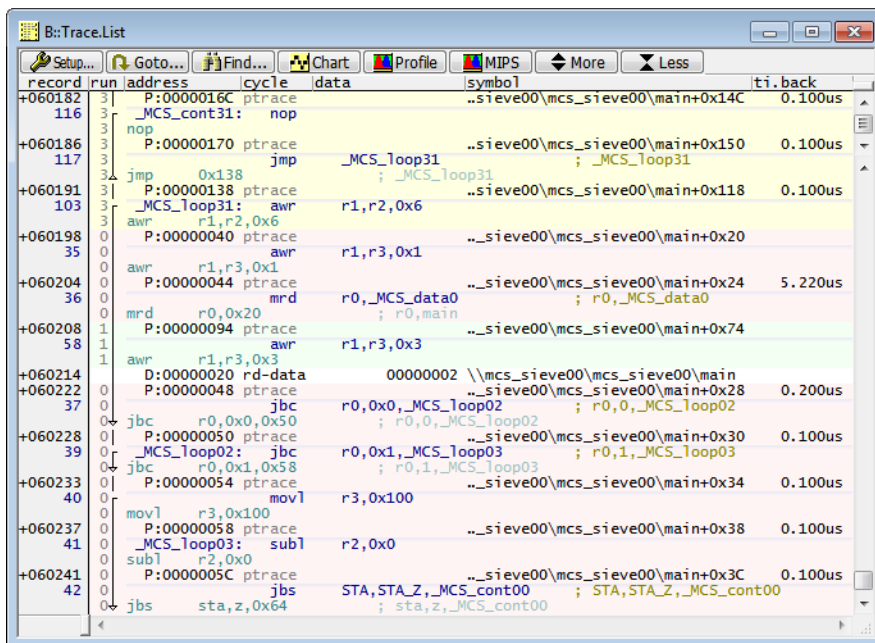 B::Trace.List
Setup... Goto... Find... Chart Profile MIPS More Less
record run address cycle data symbol ti.back
+060182 3 P:0000016C ptrace ..sieve00\mcs_sieve00\main+0x14C 0.100us
116 3 _MCS_cont31: nop
3 nop
+060186 3 P:00000170 ptrace ..sieve00\mcs_sieve00\main+0x150 0.100us
117 3 jmp _MCS_loop31 ; _MCS_loop31
3 jmp 0x138 ; _MCS_loop31
+060191 3 P:00000138 ptrace ..sieve00\mcs_sieve00\main+0x118 0.100us
103 3 _MCS_loop31: awr r1,r2,0x6
3 awr r1,r2,0x6
+060198 0 P:00000040 ptrace .._sieve00\mcs_sieve00\main+0x20
35 0 awr r1,r3,0x1
0 awr r1,r3,0x1
+060204 0 P:00000044 ptrace .._sieve00\mcs_sieve00\main+0x24 5.220us
36 0 mrd r0,_MCS_data0 ; r0,_MCS_data0
0 mrd r0,0x20 ; r0,main
+060208 1 P:00000094 ptrace .._sieve00\mcs_sieve00\main+0x74
58 1 awr r1,r3,0x3
1 awr r1,r3,0x3
+060214 D:00000020 rd-data 00000002 \\mcs_sieve00\mcs_sieve00\main
+060222 0 P:00000048 ptrace .._sieve00\mcs_sieve00\main+0x28 0.200us
37 0 jbc r0,0x0,_MCS_loop02 ; r0,0,_MCS_loop02
0 jbc r0,0x0,0x50 ; r0,0,_MCS_loop02
+060228 0 P:00000050 ptrace .._sieve00\mcs_sieve00\main+0x30 0.100us
39 0 _MCS_loop02: jbc r0,0x1,_MCS_loop03 ; r0,1,_MCS_loop03
0 jbc r0,0x1,0x58 ; r0,1,_MCS_loop03
+060233 0 P:00000054 ptrace .._sieve00\mcs_sieve00\main+0x34 0.100us
40 0 movl r3,0x100
0 movl r3,0x100
+060237 0 P:00000058 ptrace .._sieve00\mcs_sieve00\main+0x38 0.100us
41 0 _MCS_loop03: subl r2,0x0
0 subl r2,0x0
+060241 0 P:0000005C ptrace .._sieve00\mcs_sieve00\main+0x3C 0.100us
42 0 jbs STA,STA_Z,_MCS_cont00 ; STA,STA_Z,_MCS_cont00
0 jbs sta,z,0x64 ; sta,z,_MCS_cont00